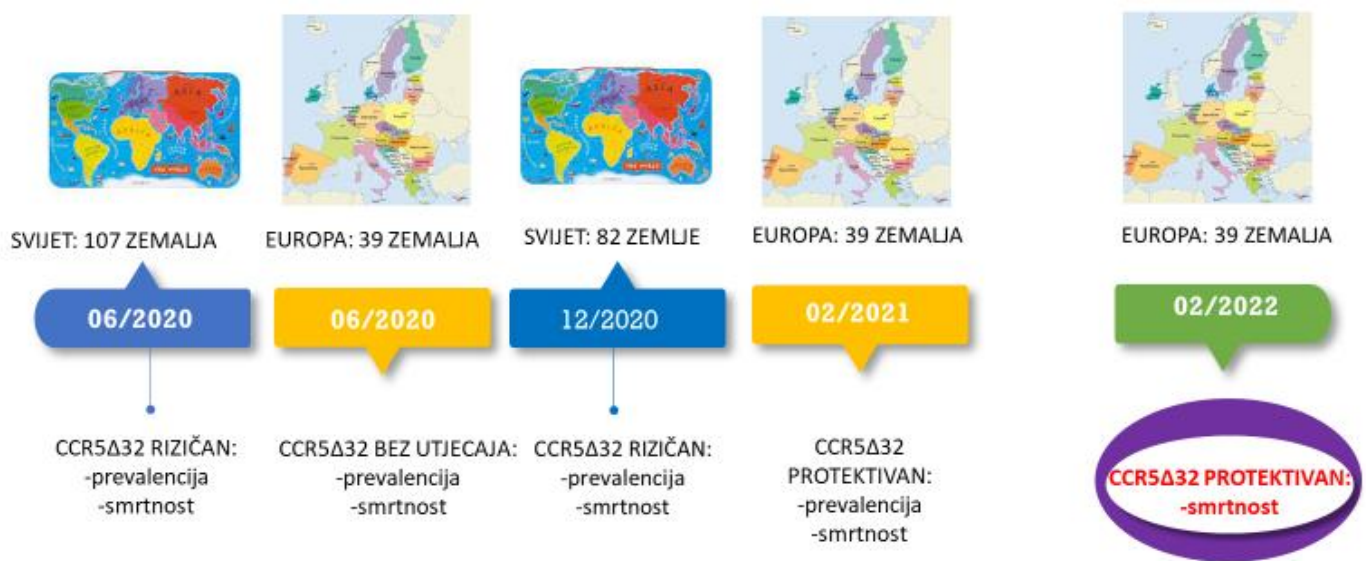 SVIJET: 107 ZEMALJA
EUROPA: 39 ZEMALJA
SVIJET: 82 ZEMLJE
EUROPA: 39 ZEMALJA
EUROPA: 39 ZEMALJA
06/2020
06/2020
12/2020
02/2021
02/2022
CCR5Δ32 RIZIČAN:
-prevalencija
-smrtnost
CCR5Δ32 BEZ UTJECAJA:
-prevalencija
-smrtnost
CCR5Δ32 RIZIČAN:
-prevalencija
-smrtnost
CCR5Δ32
PROTEKTIVAN:
-prevalencija
-smrtnost
CCR5Δ32 PROTEKTIVAN:
-smrtnost